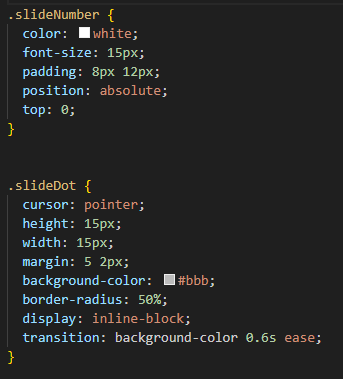 .slideNumber {
color: white;
font-size: 15px;
padding: 8px 12px;
position: absolute;
top: 0;
}
.slideDot {
cursor: pointer;
height: 15px;
width: 15px;
margin: 5 2px;
background-color: #bbb;
border-radius: 50%;
display: inline-block;
transition: background-color 0.6s ease;
}